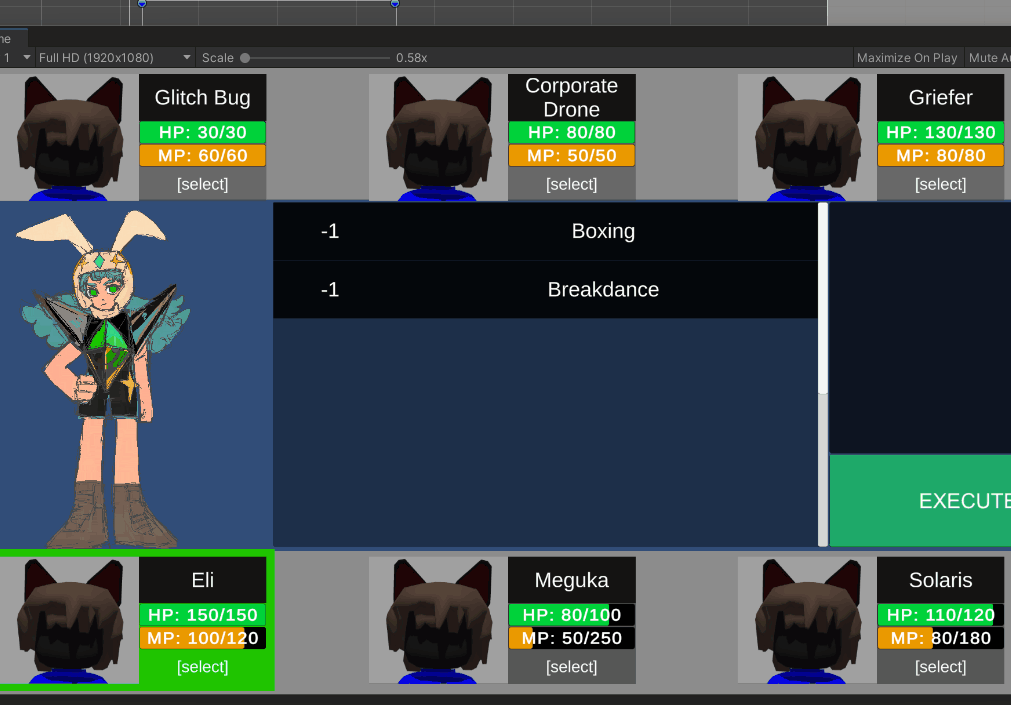 1
Full HD (1920x1080)
Scale
0.58x
Maximize On Play
Glitch Bug
HP: 30/30
MP: 60/60
[select]
Corporate
Drone
HP: 80/80
MP: 50/50
[select]
Griefer
HP: 130/130
MP: 80/80
[select]
-1 Boxing
-1 Breakdance
EXECUTE
Eli
HP: 150/150
MP: 100/120
[select]
Meguka
HP: 80/100
MP: 50/250
[select]
Solaris
HP: 110/120
MP: 80/180
[select]